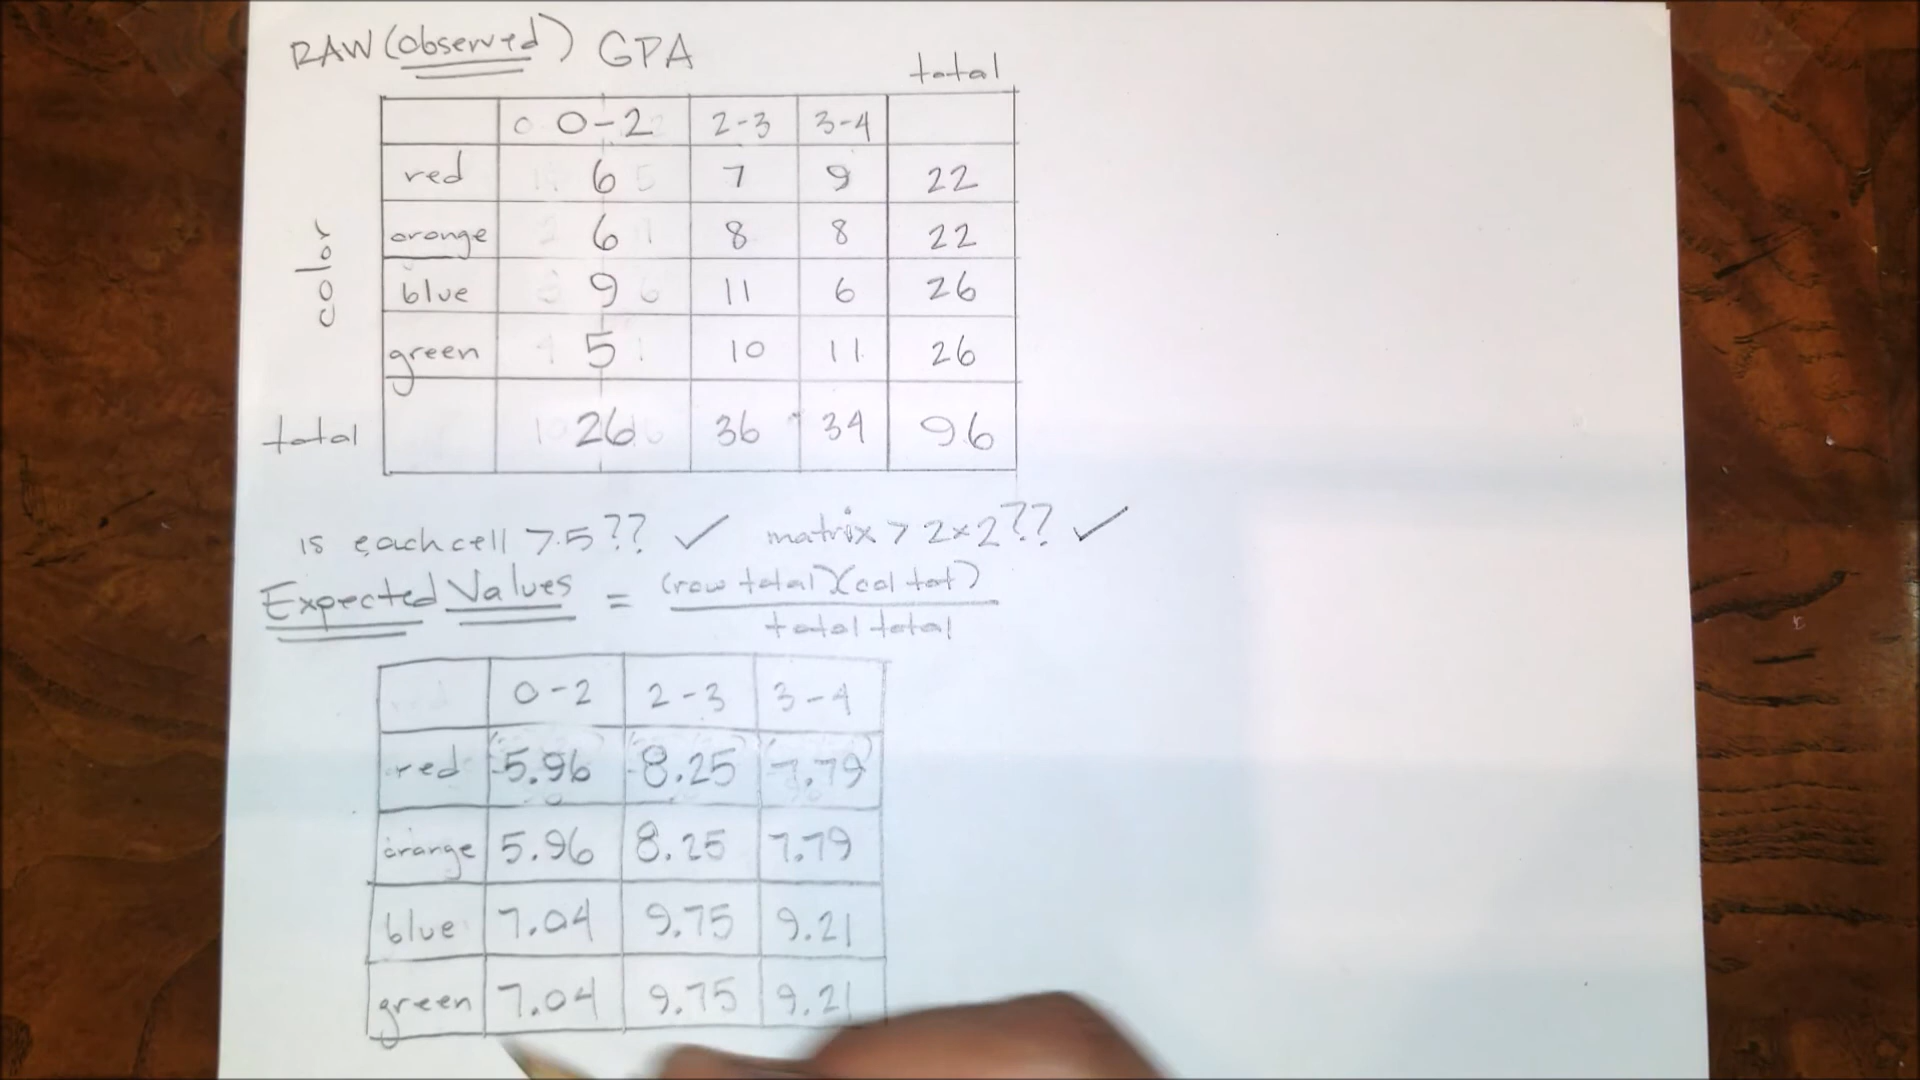 RAW (observed) GPA
total
0-2 2-3 3-4
red 6 7 9 22
orange 6 8 8 22
blue 9 11 6 26
green 5 10 11 26
color
total 26 36 34 96
is each cell >5?? ✓ matrix > 2x2?? ✓
Expected Values = (row total)(col tot)
total total
0-2 2-3 3-4
red 5.96 8.25 7.79
orange 5.96 8.25 7.79
blue 7.04 9.75 9.21
green 7.04 9.75 9.21